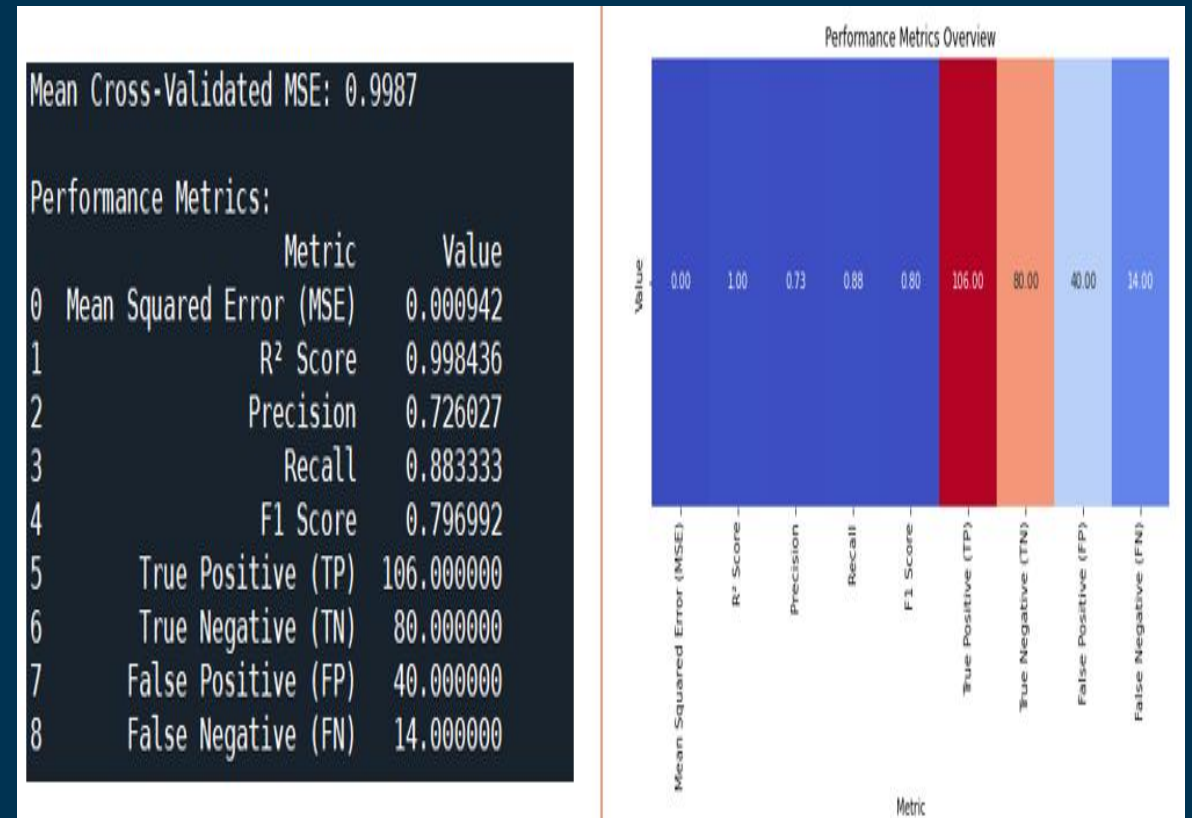 Mean Cross-Validated MSE: 0.9987
Performance Metrics:
Metric Value
0 Mean Squared Error (MSE) 0.000942
1 R² Score 0.998436
2 Precision 0.726027
3 Recall 0.883333
4 F1 Score 0.796992
5 True Positive (TP) 106.000000
6 True Negative (TN) 80.000000
7 False Positive (FP) 40.000000
8 False Negative (FN) 14.000000
Performance Metrics Overview
Value
0.00 1.00 0.73 0.88 0.80 106.00 80.00 40.00 14.00
Mean Squared Error (MSE)
R² Score
Precision
Recall
F1 Score
True Positive (TP)
True Negative (TN)
False Positive (FP)
False Negative (FN)
Metric